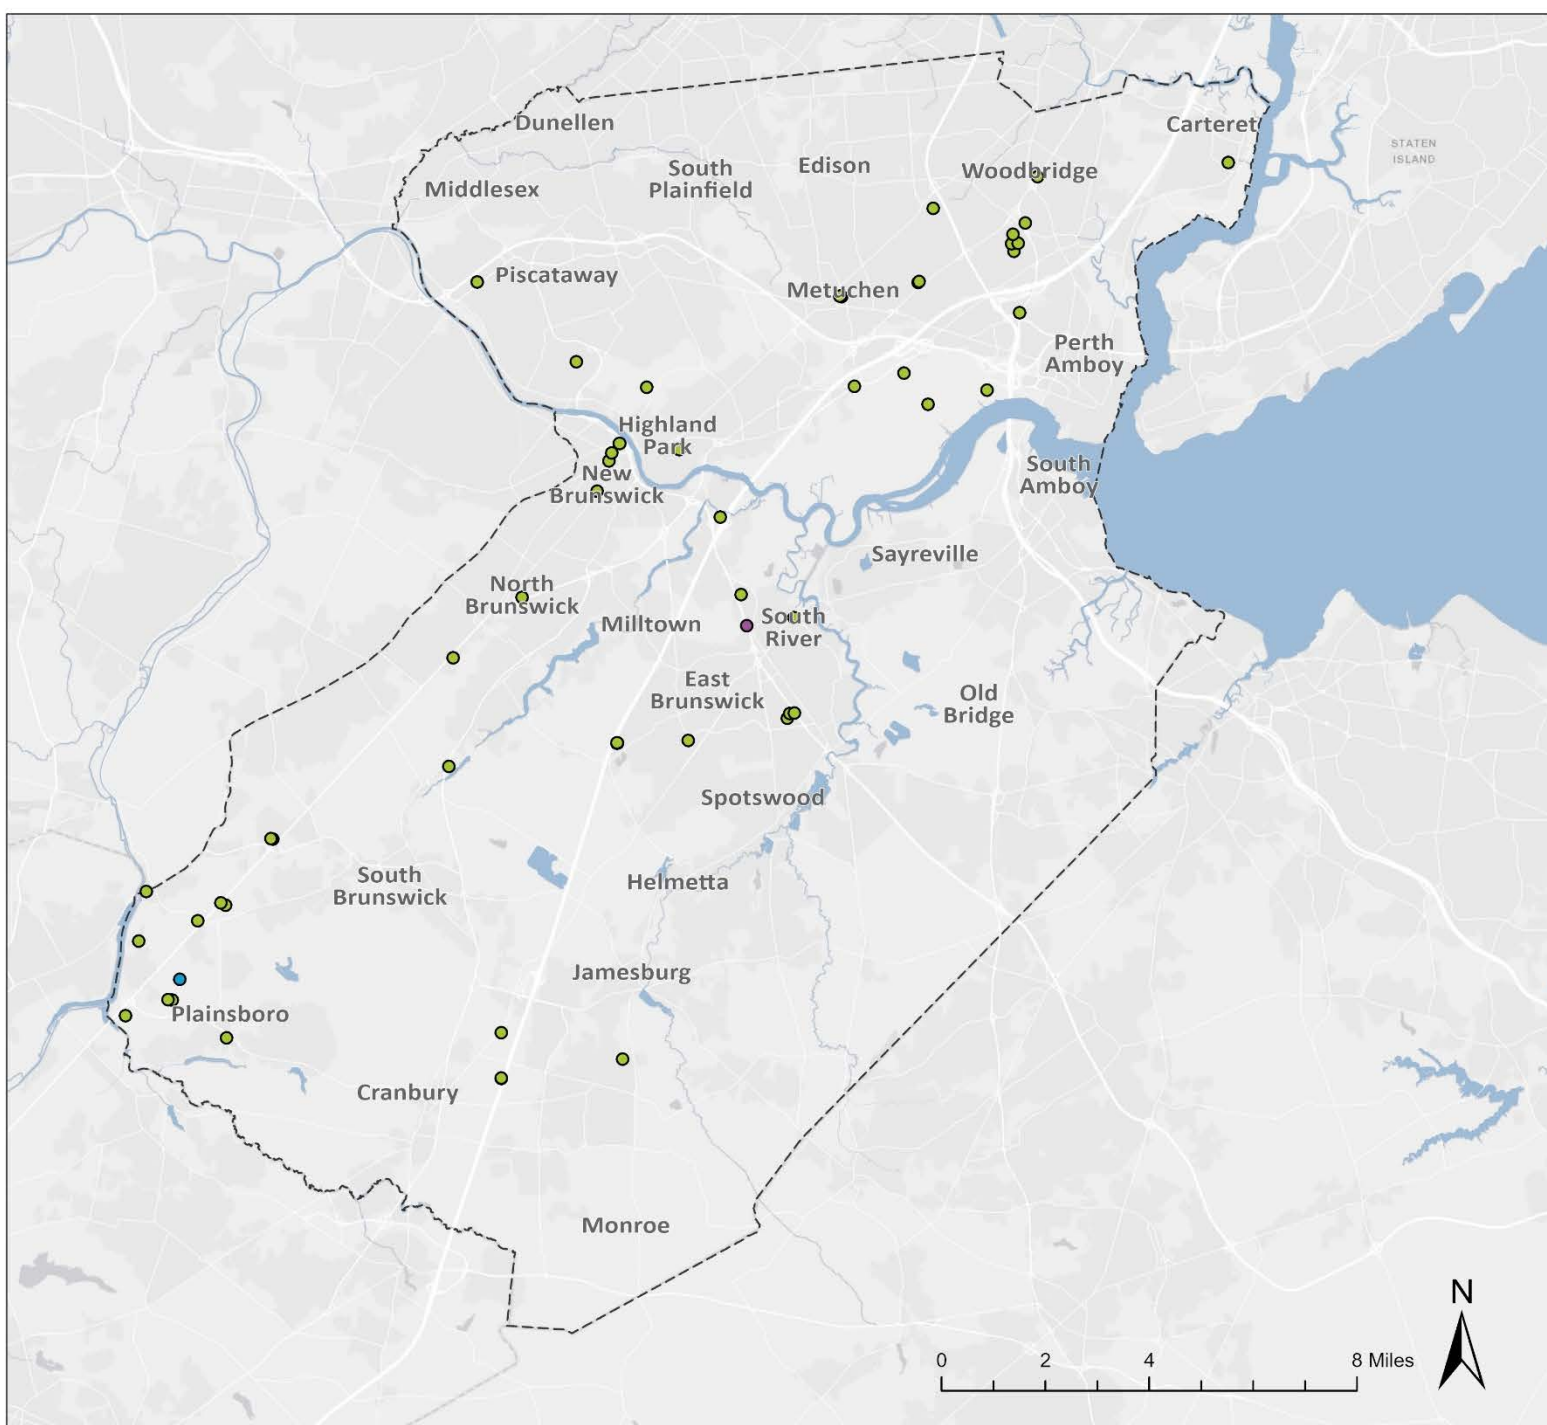 Dunellen
Carteret
STATEN
ISLAND
South
Plainfield
Edison
Woodbridge
Middlesex
Piscataway
Metuchen
Perth
Amboy
Highland
Park
New
Brunswick
South
Amboy
Sayreville
North
Brunswick
Milltown
South
River
East
Brunswick
Old
Bridge
Spotswood
South
Brunswick
Helmetta
Jamesburg
Plainsboro
Cranbury
Monroe
N
0 2 4 8 Miles